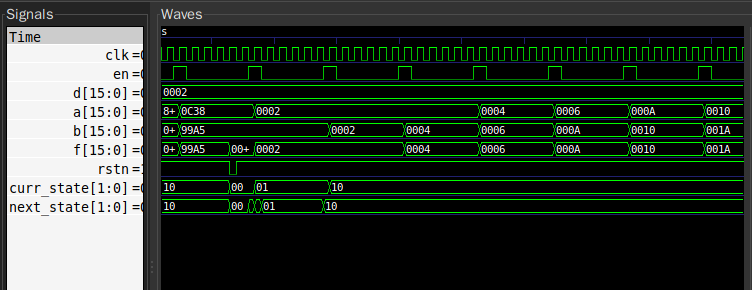 Signals Waves
Time s
clk =0
en =0
d[15:0] =0 0002
a[15:0] =0 8+ 0C38 0002 0004 0006 000A 0010
b[15:0] =0 0+ 99A5 0002 0004 0006 000A 0010 001A
f[15:0] =0 0+ 99A5 00+ 0002 0004 0006 000A 0010 001A
rstn =1
curr_state[1:0] =0 10 00 01 10
next_state[1:0] =0 10 00 01 10